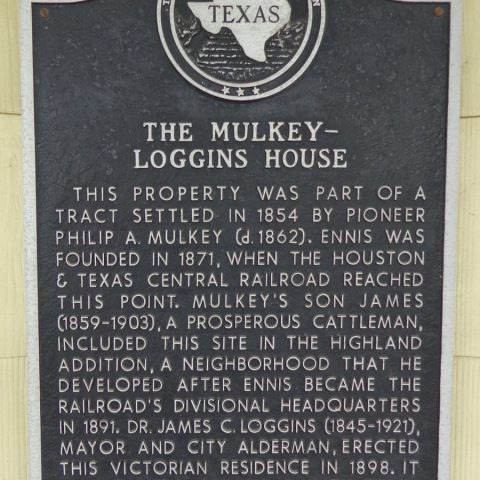 TEXAS
THE MULKEY–
LOGGINS HOUSE
THIS PROPERTY WAS PART OF A
TRACT SETTLED IN 1854 BY PIONEER
PHILIP A. MULKEY (d.1862). ENNIS WAS
FOUNDED IN 1871, WHEN THE HOUSTON
& TEXAS CENTRAL RAILROAD REACHED
THIS POINT. MULKEY'S SON JAMES
(1859-1903), A PROSPEROUS CATTLEMAN,
INCLUDED THIS SITE IN THE HIGHLAND
ADDITION, A NEIGHBORHOOD THAT HE
DEVELOPED AFTER ENNIS BECAME THE
RAILROAD'S DIVISIONAL HEADQUARTERS
IN 1891. DR. JAMES C. LOGGINS (1845-1921),
MAYOR AND CITY ALDERMAN, ERECTED
THIS VICTORIAN RESIDENCE IN 1898. IT